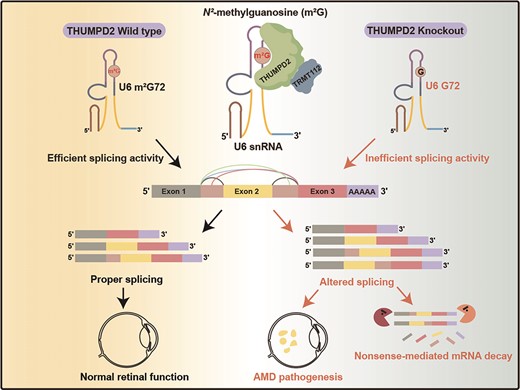 N²-methylguanosine (m²G)
THUMPD2 Wild type
THUMPD2 Knockout
m²G
m²G
THUMPD2
TRMT112
G
U6 m²G72
U6 G72
5'
3'
5'
3'
5'
3'
U6 snRNA
Efficient splicing activity
Inefficient splicing activity
5'
Exon 1
Exon 2
Exon 3
AAAAA
3'
5'
3'
5'
3'
5'
3'
5'
3'
5'
3'
5'
3'
5'
3'
Proper splicing
Altered splicing
Normal retinal function
AMD pathogenesis
Nonsense-mediated mRNA decay